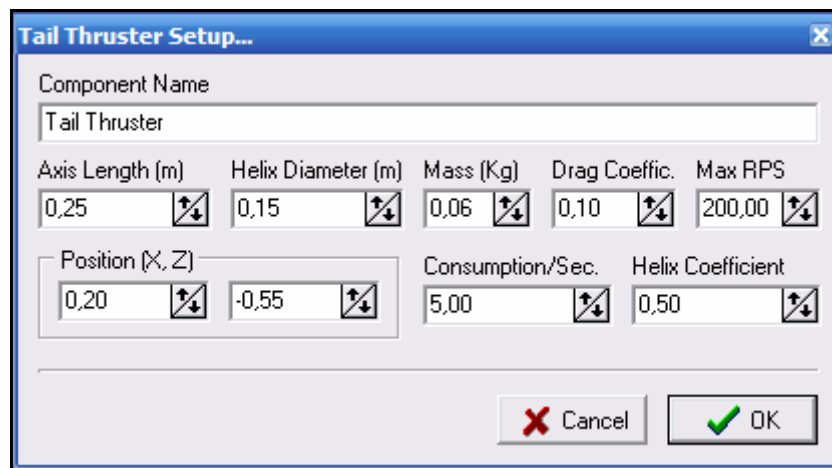 Tail Thruster Setup...
Component Name
Tail Thruster
Axis Length (m) Helix Diameter (m) Mass (Kg) Drag Coeffic. Max RPS
0,25 0,15 0,06 0,10 200,00
Position (X, Z) Consumption/Sec. Helix Coefficient
0,20 -0,55 5,00 0,50
Cancel OK